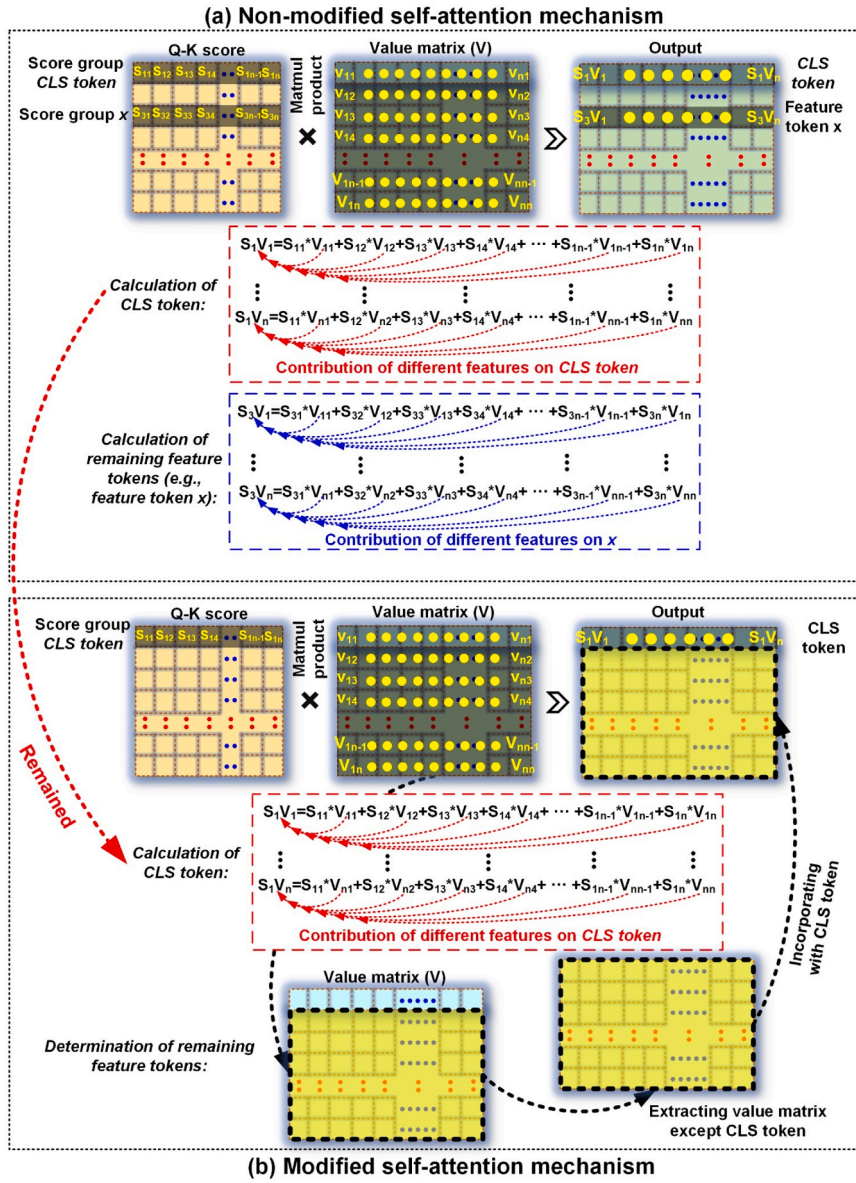 (a) Non-modified self-attention mechanism
Score group
CLS token
Q-K score
Value matrix (V)
Output
S11 S12 S13 S14 S1n-1 S1n
Score group x
S31 S32 S33 S34 S3n-1 S3n
Matmul
product
×
V11 Vn1
V12 Vn2
V13 Vn3
V14 Vn4
V1n-1 Vnn-1
V1n Vnn
S1V1 S1Vn
CLS
token
S3V1 S3Vn
Feature
token x
Calculation of
CLS token:
S1V1=S11*V11+S12*V12+S13*V13+S14*V14+ ··· +S1n-1*V1n-1+S1n*V1n
S1Vn=S11*Vn1+S12*Vn2+S13*Vn3+S14*Vn4+ ··· +S1n-1*Vnn-1+S1n*Vnn
Contribution of different features on CLS token
Calculation of
remaining feature
tokens (e.g.,
feature token x):
S3V1=S31*V11+S32*V12+S33*V13+S34*V14+ ··· +S3n-1*V1n-1+S3n*V1n
S3Vn=S31*Vn1+S32*Vn2+S33*Vn3+S34*Vn4+ ··· +S3n-1*Vnn-1+S3n*Vnn
Contribution of different features on x
Remained
Score group
CLS token
Q-K score
Value matrix (V)
Output
S11 S12 S13 S14 S1n-1 S1n
Matmul
product
×
V11 Vn1
V12 Vn2
V13 Vn3
V14 Vn4
V1n-1 Vnn-1
V1n Vnn
S1V1 S1Vn
CLS
token
Calculation of
CLS token:
S1V1=S11*V11+S12*V12+S13*V13+S14*V14+ ··· +S1n-1*V1n-1+S1n*V1n
S1Vn=S11*Vn1+S12*Vn2+S13*Vn3+S14*Vn4+ ··· +S1n-1*Vnn-1+S1n*Vnn
Contribution of different features on CLS token
Incorporating
with CLS token
Value matrix (V)
Determination of remaining
feature tokens:
Extracting value matrix
except CLS token
(b) Modified self-attention mechanism